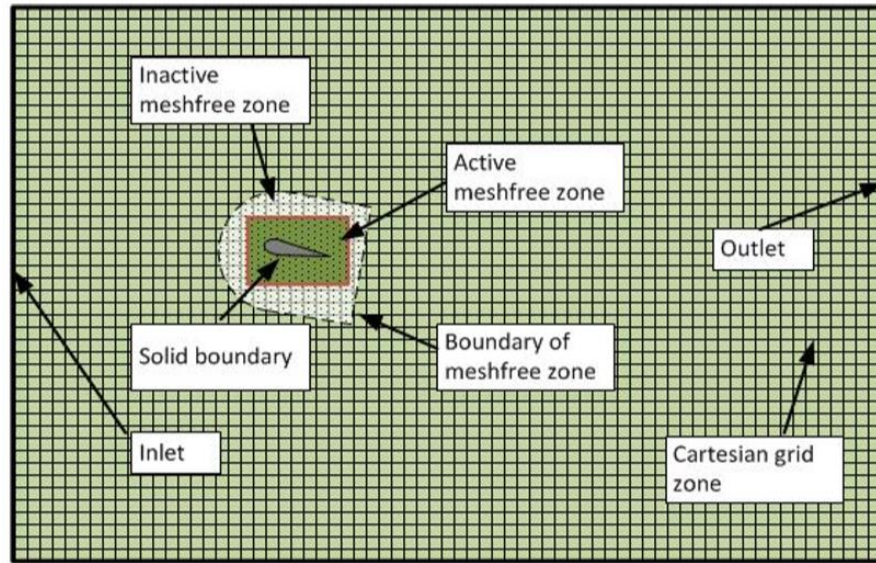 Inactive
meshfree zone
Active
meshfree zone
Outlet
Solid boundary
Boundary of
meshfree zone
Inlet
Cartesian grid
zone